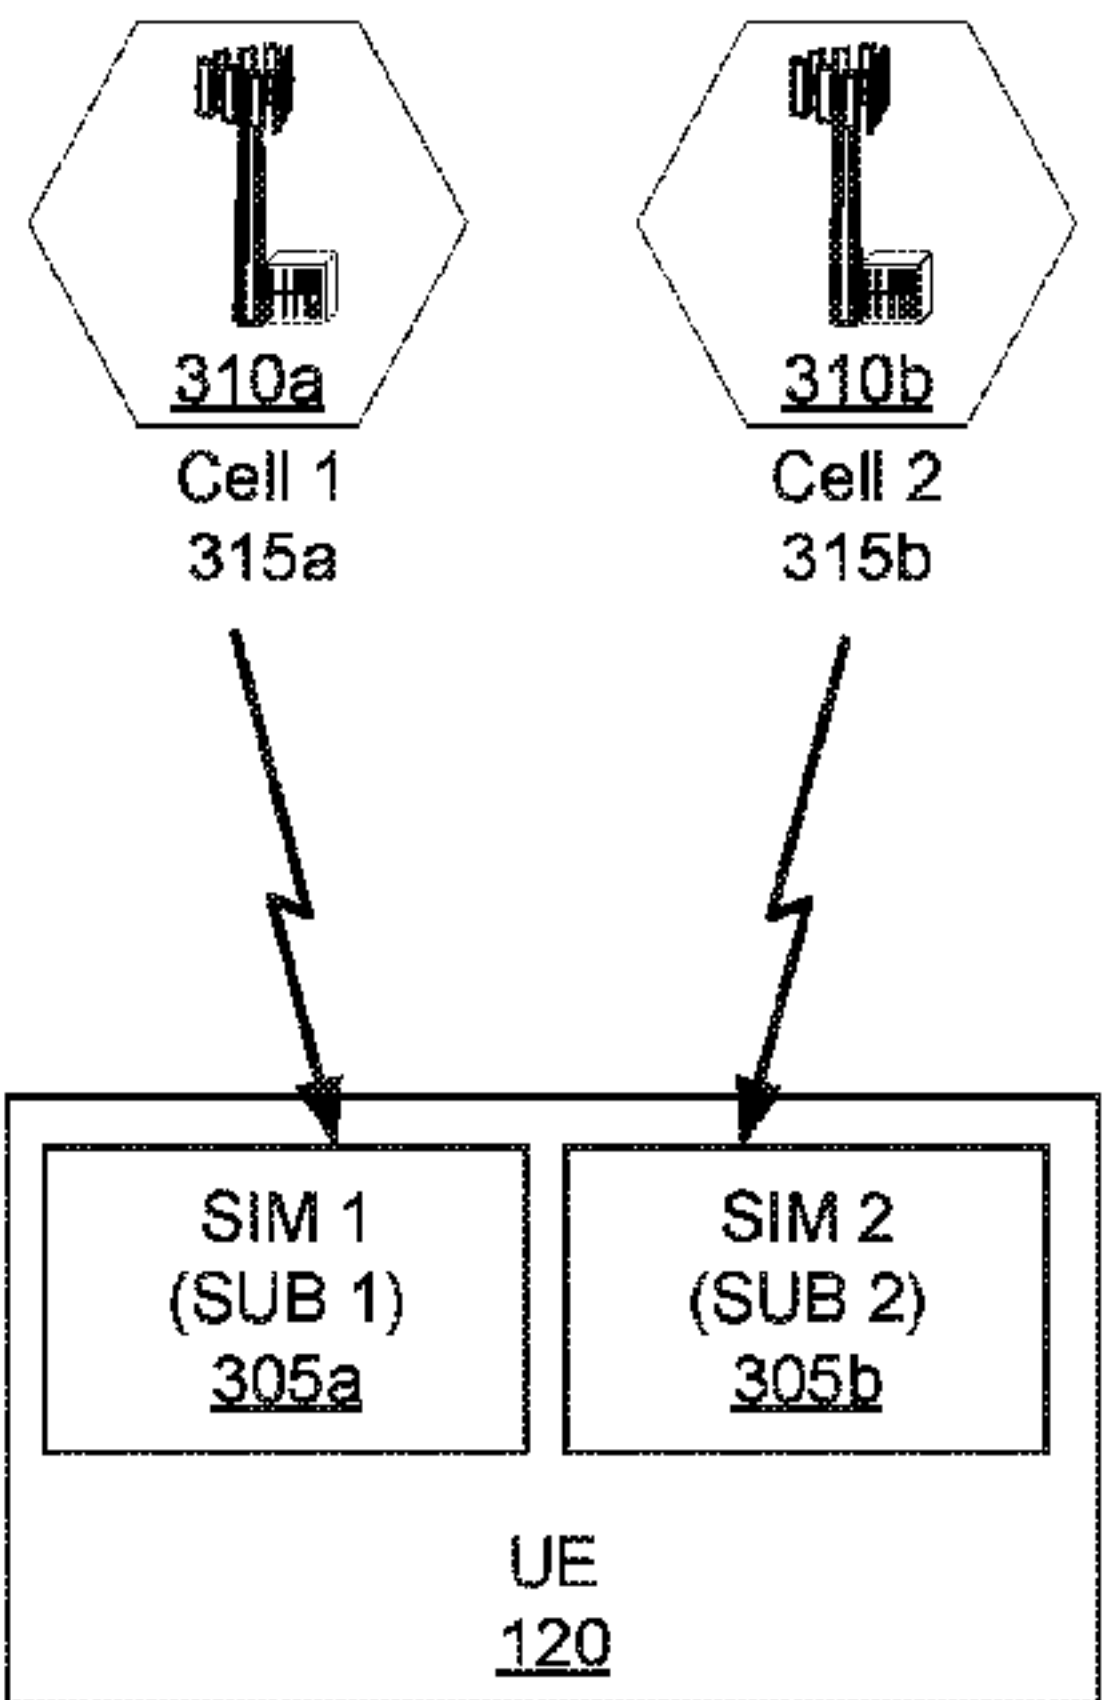 310a
310b
Cell 1
315a
Cell 2
315b
SIM 1
(SUB 1)
305a
SIM 2
(SUB 2)
305b
UE
120